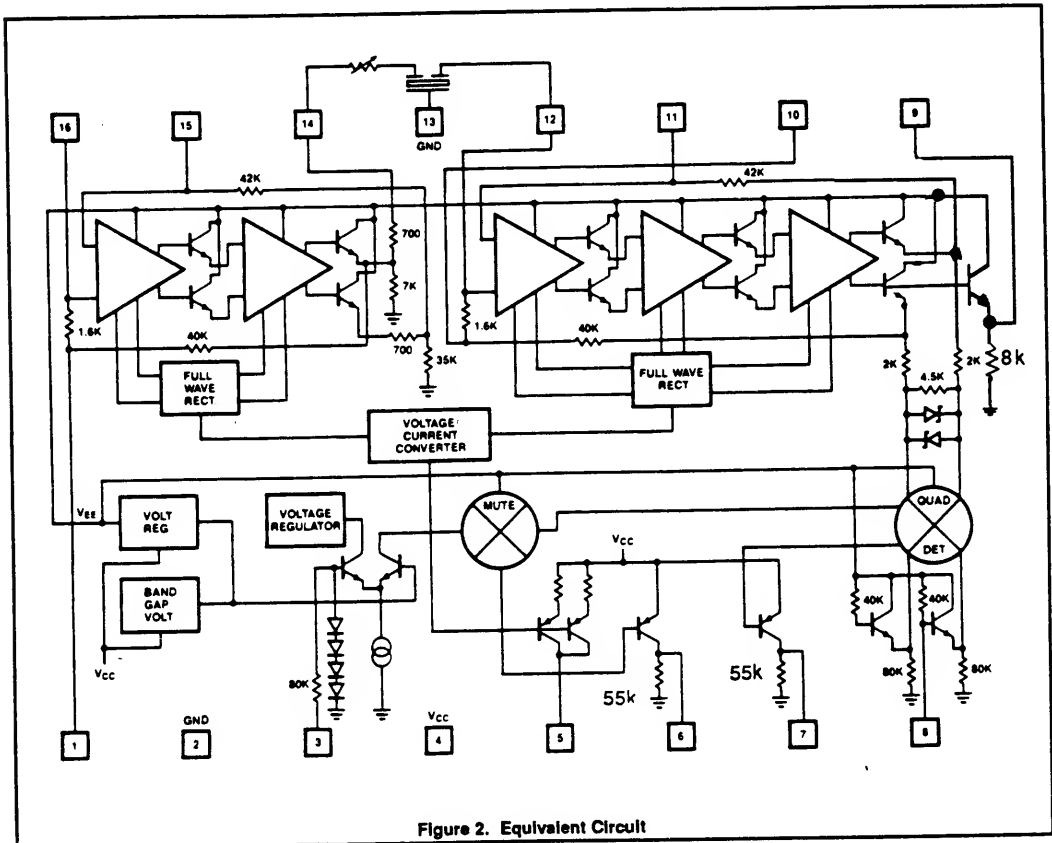 16
15
14
13
GND
12
11
10
9
42K
42K
700
7K
1.6K
40K
700
35K
1.6K
40K
2K
2K
8k
4.5K
FULL
WAVE
RECT
FULL WAVE
RECT
VOLTAGE
CURRENT
CONVERTER
VEE
VOLT
REG
VOLTAGE
REGULATOR
MUTE
QUAD
DET
VCC
BAND
GAP
VOLT
VCC
40K
40K
80K
55k
55k
80K
80K
GND
VCC
1
2
3
4
5
6
7
8
Figure 2. Equivalent Circuit